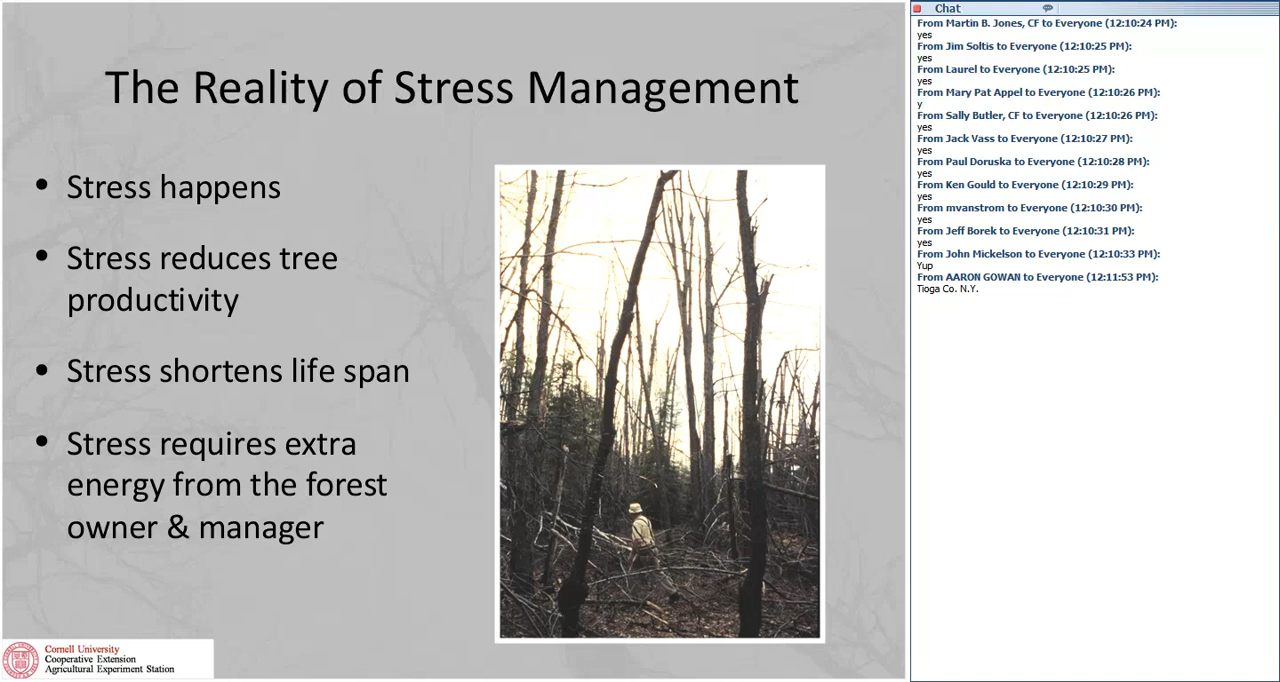 The Reality of Stress Management
• Stress happens
• Stress reduces tree
productivity
• Stress shortens life span
• Stress requires extra
energy from the forest
owner & manager
Cornell University
Cooperative Extension
Agricultural Experiment Station
Chat
From Martin B. Jones, CF to Everyone (12:10:24 PM):
yes
From Jim Soltis to Everyone (12:10:25 PM):
yes
From Laurel to Everyone (12:10:25 PM):
yes
From Mary Pat Appel to Everyone (12:10:26 PM):
y
From Sally Butler, CF to Everyone (12:10:26 PM):
yes
From Jack Vass to Everyone (12:10:27 PM):
yes
From Paul Doruska to Everyone (12:10:28 PM):
yes
From Ken Gould to Everyone (12:10:29 PM):
yes
From mvanstrom to Everyone (12:10:30 PM):
yes
From Jeff Borek to Everyone (12:10:31 PM):
yes
From John Mickelson to Everyone (12:10:33 PM):
Yup
From AARON GOWAN to Everyone (12:11:53 PM):
Tioga Co. N.Y.